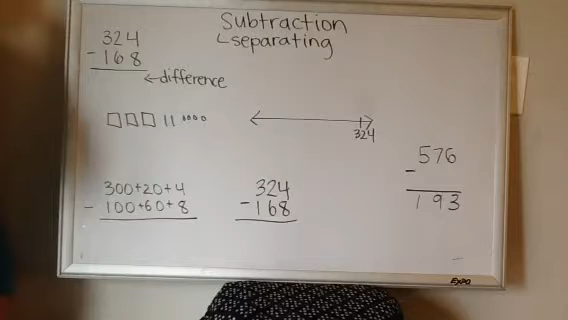 Subtraction
separating
324
- 168
difference
324
300+20+4
- 100+60+8
324
- 168
576
-
193
EXPO